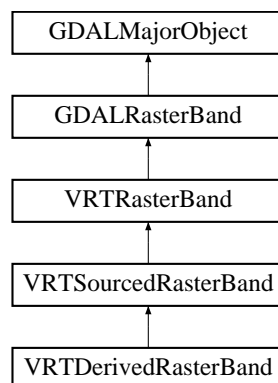 GDALMajorObject
GDALRasterBand
VRTRasterBand
VRTSourcedRasterBand
VRTDerivedRasterBand